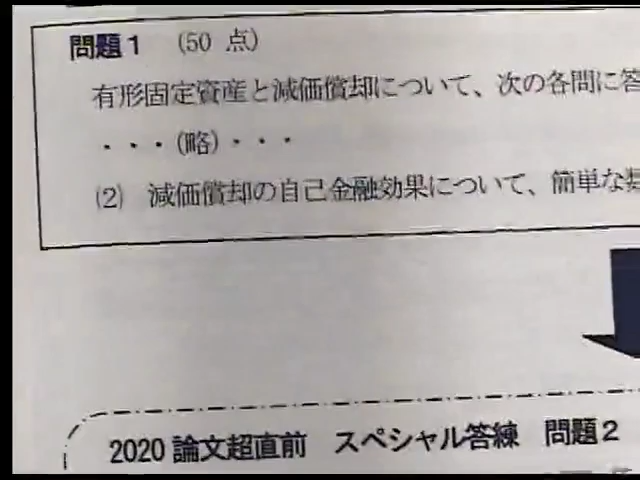 問題1 (50 点)
有形固定資産と減価償却について、次の各問に答
・・・(略)・・・
(2) 減価償却の自己金融効果について、簡単な
2020 論文超直前 スペシャル答練 問題2